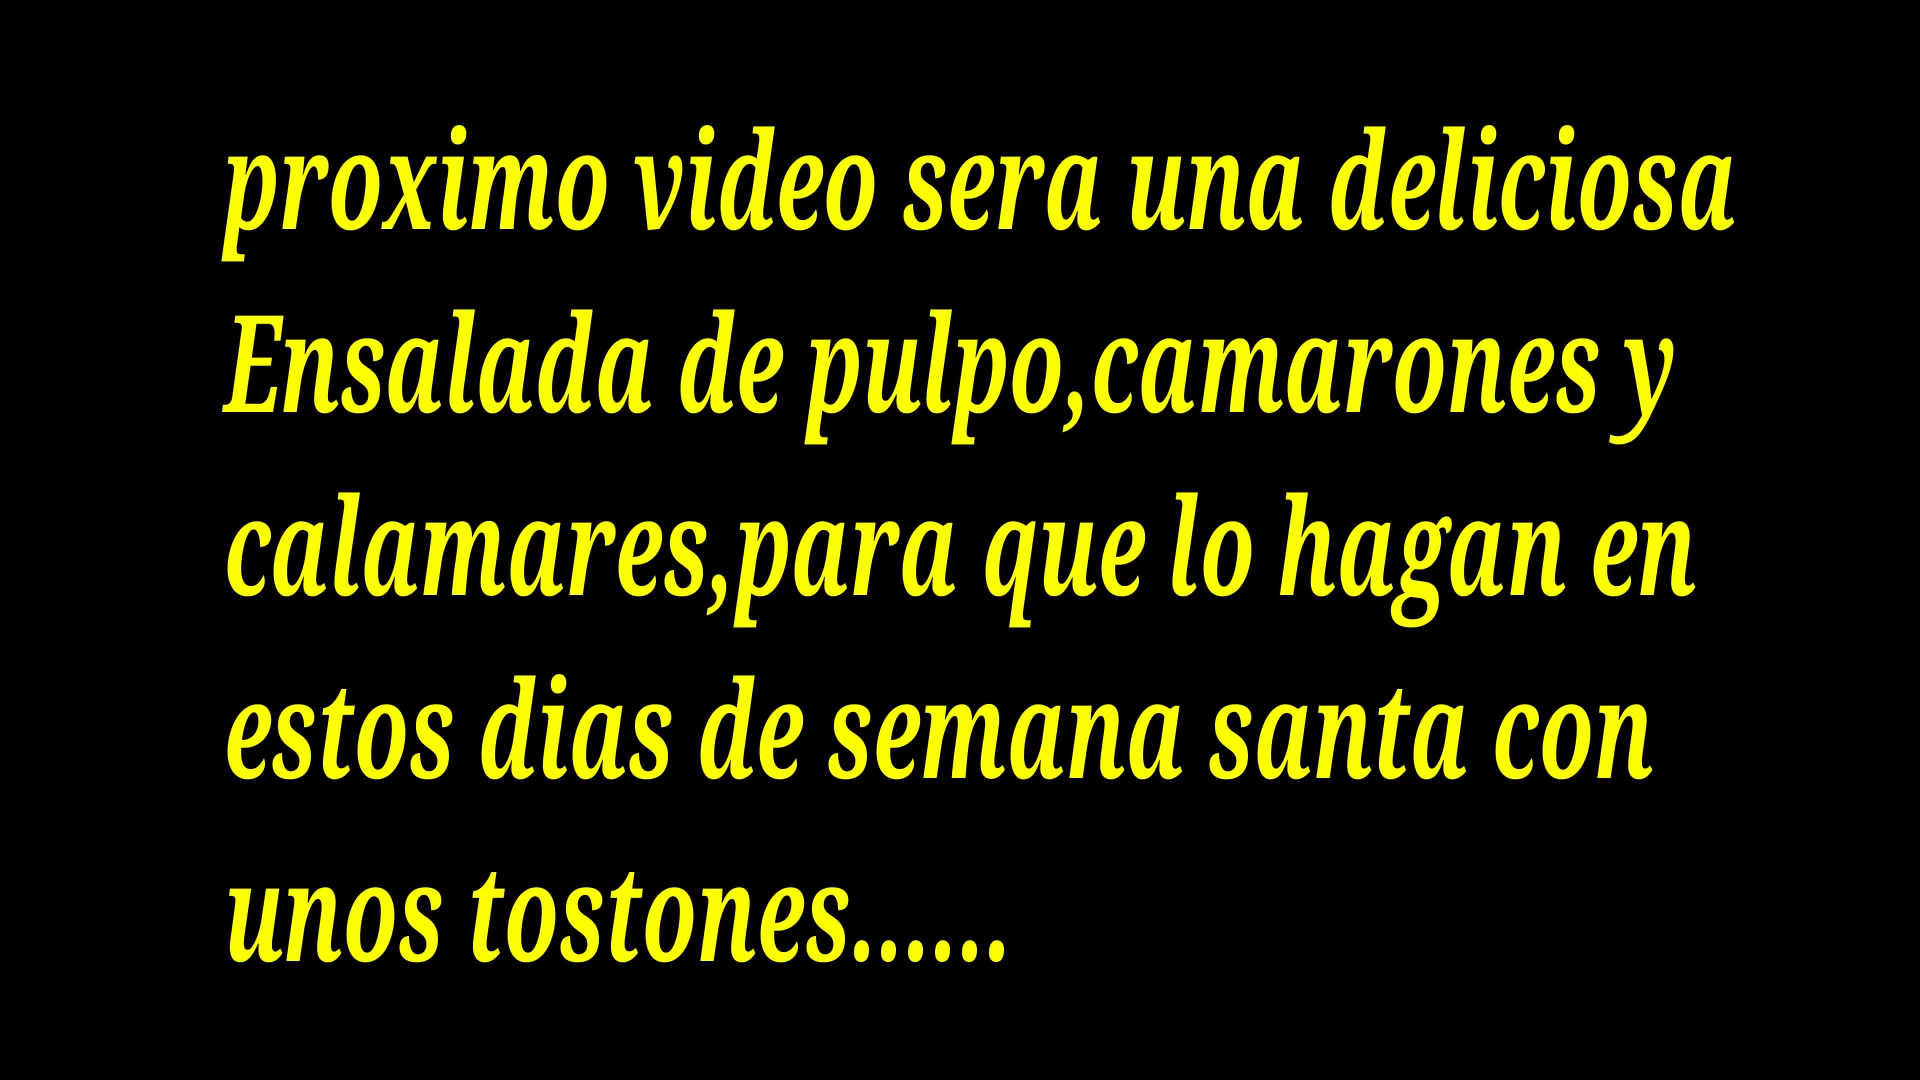 proximo video sera una deliciosa
Ensalada de pulpo,camarones y
calamares,para que lo hagan en
estos dias de semana santa con
unos tostones......